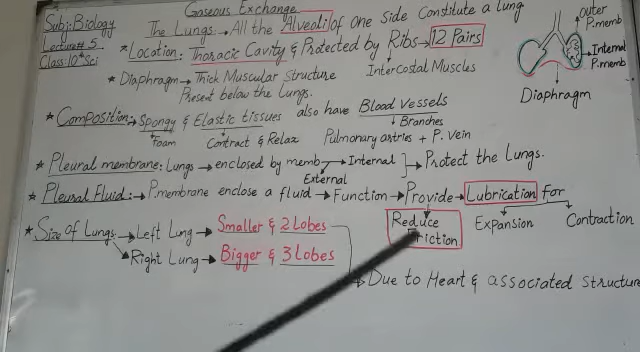 Gaseous Exchange
Subj:-Biology
Lecture # 5
Class:10th Sci
The Lungs → All the Alveoli of one Side Constitute a lung
* Location: Thoracic Cavity & Protected by Ribs → 12 Pairs
InterCostal Muscles
* Diaphragm → Thick Muscular Structure
Present below the Lungs.
outer P.memb
Internal P.memb
Diaphragm
* Composition:→ Spongy & Elastic tissues also have Blood Vessels
Foam
Contract & Relax
Branches
Pulmonary artries + P. Vein
* Pleural membrane: Lungs → enclosed by memb → Internal → Protect the Lungs.
External
* Pleural Fluid:→ P.membrane enclose a fluid → Function → Provide → Lubrication for
Reduce Friction
Expansion
Contraction
* Size of Lungs → Left Lung → Smaller & 2 Lobes
→ Right Lung → Bigger & 3 Lobes
Due to Heart & associated structure